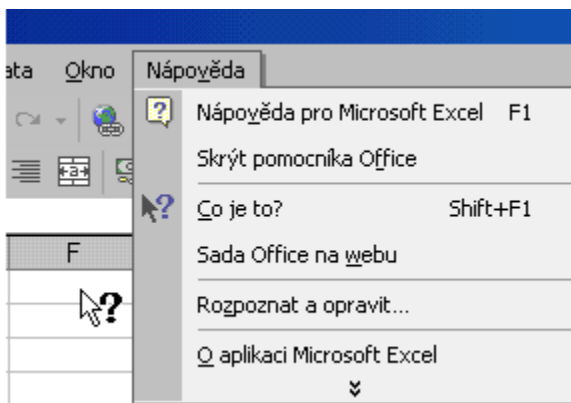 ata Okno Nápověda
Nápověda pro Microsoft Excel F1
Skrýt pomocníka Office
Co je to? Shift+F1
Sada Office na webu
F
Rozpoznat a opravit...
O aplikaci Microsoft Excel